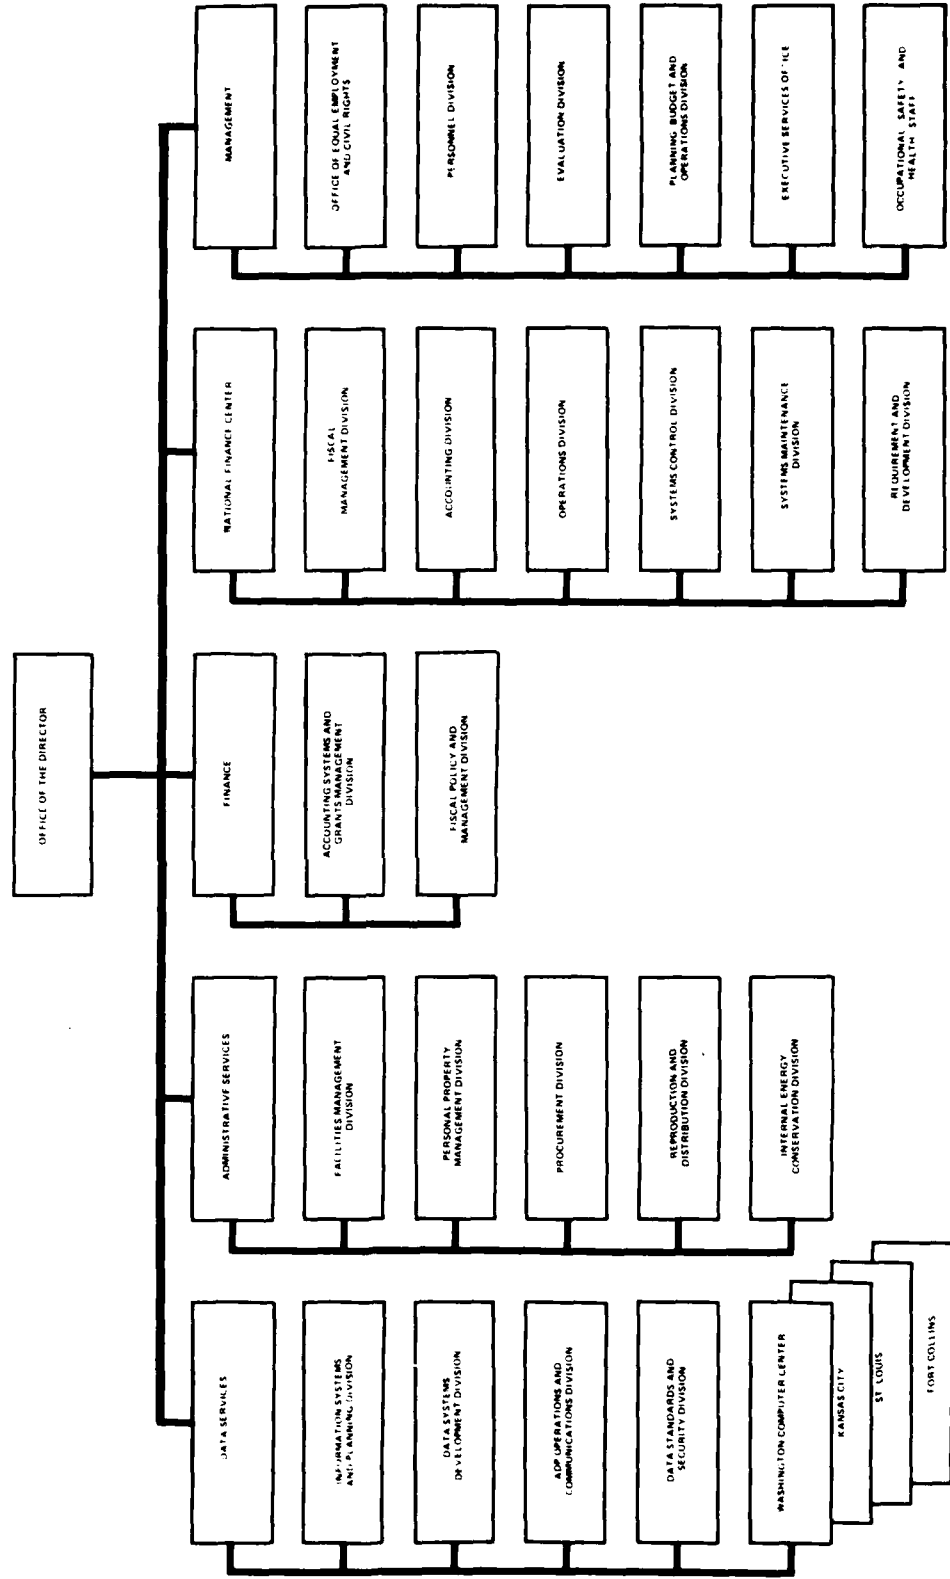 OFFICE OF THE DIRECTOR
DATA SERVICES
INFORMATION SYSTEMS
AND PLANNING DIVISION
DATA SYSTEMS
DEVELOPMENT DIVISION
ADP OPERATIONS AND
COMMUNICATIONS DIVISION
DATA STANDARDS AND
SECURITY DIVISION
WASHINGTON COMPUTER CENTER
KANSAS CITY
ST LOUIS
FORT COLLINS
ADMINISTRATIVE SERVICES
FACILITIES MANAGEMENT
DIVISION
PERSONAL PROPERTY
MANAGEMENT DIVISION
PROCUREMENT DIVISION
REPRODUCTION AND
DISTRIBUTION DIVISION
INTERNAL ENERGY
CONSERVATION DIVISION
FINANCE
ACCOUNTING SYSTEMS AND
GRANTS MANAGEMENT
DIVISION
FISCAL POLICY AND
MANAGEMENT DIVISION
NATIONAL FINANCE CENTER
FISCAL
MANAGEMENT DIVISION
ACCOUNTING DIVISION
OPERATIONS DIVISION
SYSTEMS CONTROL DIVISION
SYSTEMS MAINTENANCE
DIVISION
REQUIREMENT AND
DEVELOPMENT DIVISION
MANAGEMENT
OFFICE OF EQUAL EMPLOYMENT
AND CIVIL RIGHTS
PERSONNEL DIVISION
EVALUATION DIVISION
PLANNING BUDGET AND
OPERATIONS DIVISION
EXECUTIVE SERVICES OFFICE
OCCUPATIONAL SAFETY AND
HEALTH STAFF